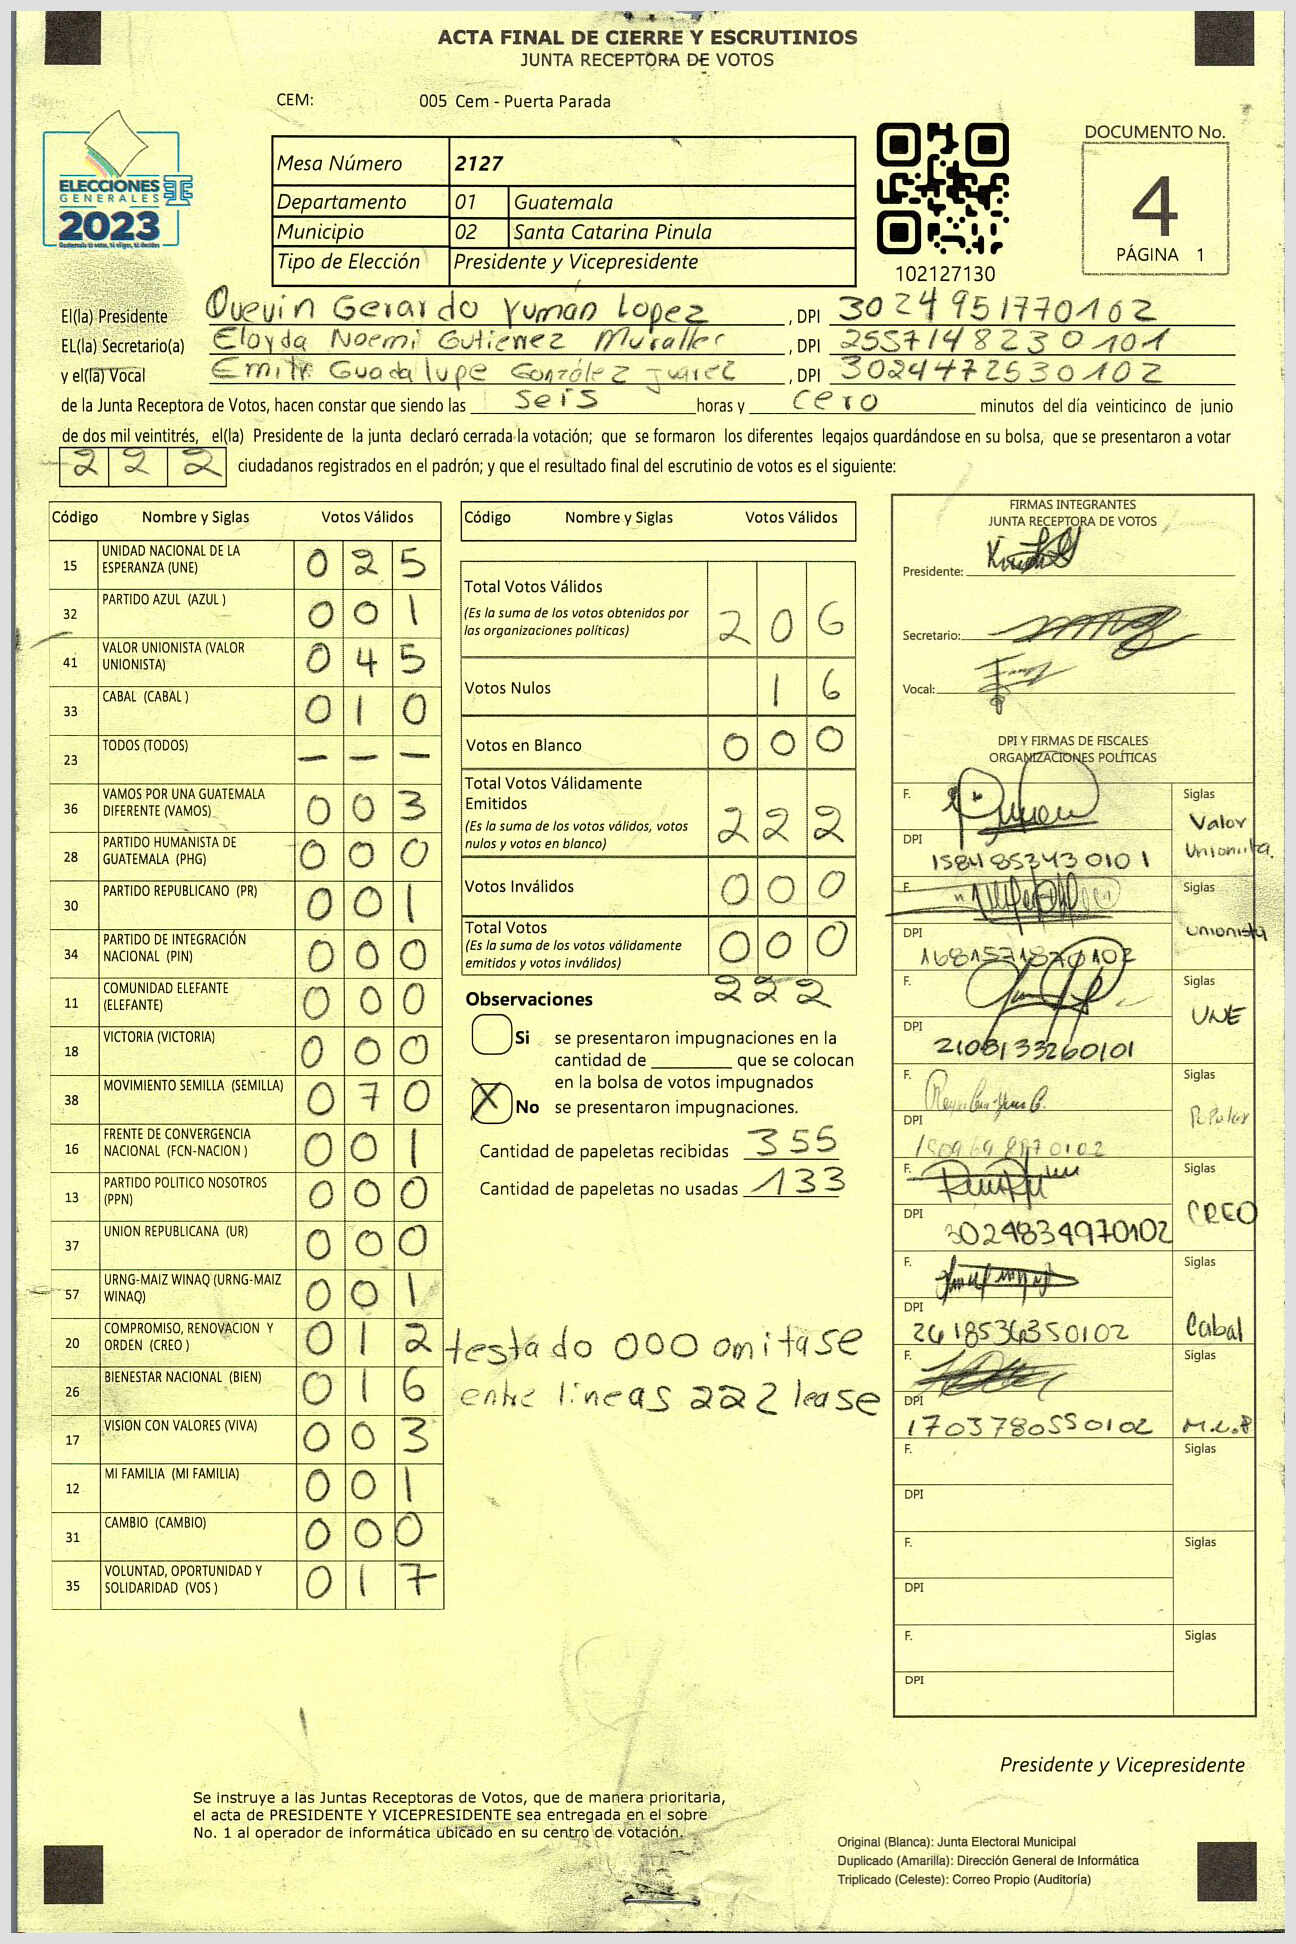 ACTA FINAL DE CIERRE Y ESCRUTINIOS
JUNTA RECEPTORA DE VOTOS
CEM: 005 Cem - Puerta Parada
ELECCIONES
GENERALES
2023
Mesa Número 2127
Departamento 01 Guatemala
Municipio 02 Santa Catarina Pinula
Tipo de Elección Presidente y Vicepresidente
102127130
DOCUMENTO No.
4
PÁGINA 1
El(la) Presidente Quevin Gerardo Yuman Lopez, DPI 3024951770102
EL(la) Secretario(a) Eloyda Noemi Gutierrez, DPI 2557148230101
y el(la) Vocal Guadalupe González Juarez, DPI 3024472530102
de la Junta Receptora de Votos, hacen constar que siendo las seis horas y cero minutos del día veinticinco de junio
de dos mil veintitrés, el(la) Presidente de la junta declaró cerrada la votación; que se formaron los diferentes legajos quardándose en su bolsa, que se presentaron a votar
222 ciudadanos registrados en el padrón; y que el resultado final del escrutinio de votos es el siguiente:
Código Nombre y Siglas Votos Válidos
15 UNIDAD NACIONAL DE LA ESPERANZA (UNE) 0 2 5
32 PARTIDO AZUL (AZUL ) 0 0 1
41 VALOR UNIONISTA (VALOR UNIONISTA) 0 4 5
33 CABAL (CABAL ) 0 1 0
23 TODOS (TODOS) — — —
36 VAMOS POR UNA GUATEMALA DIFERENTE (VAMOS) 0 0 3
28 PARTIDO HUMANISTA DE GUATEMALA (PHG) 0 0 0
30 PARTIDO REPUBLICANO (PR) 0 0 1
34 PARTIDO DE INTEGRACIÓN NACIONAL (PIN) 0 0 0
11 COMUNIDAD ELEFANTE (ELEFANTE) 0 0 0
18 VICTORIA (VICTORIA) 0 0 0
38 MOVIMIENTO SEMILLA (SEMILLA) 0 7 0
16 FRENTE DE CONVERGENCIA NACIONAL (FCN-NACION ) 0 0 1
13 PARTIDO POLITICO NOSOTROS (PPN) 0 0 0
37 UNION REPUBLICANA (UR) 0 0 0
57 URNG-MAIZ WINAQ (URNG-MAIZ WINAQ) 0 0 1
20 COMPROMISO, RENOVACION Y ORDEN (CREO ) 0 1 2
26 BIENESTAR NACIONAL (BIEN) 0 1 6
17 VISION CON VALORES (VIVA) 0 0 3
12 MI FAMILIA (MI FAMILIA) 0 0 1
31 CAMBIO (CAMBIO) 0 0 0
35 VOLUNTAD, OPORTUNIDAD Y SOLIDARIDAD (VOS ) 0 1 7
Código Nombre y Siglas Votos Válidos
Total Votos Válidos 2 0 6
(Es la suma de los votos obtenidos por
las organizaciones políticas)
Votos Nulos 1 6
Votos en Blanco 0 0 0
Total Votos Válidamente
Emitidos 2 2 2
(Es la suma de los votos válidos, votos
nulos y votos en blanco)
Votos Inválidos 0 0 0
Total Votos 0 0 0
(Es la suma de los votos válidamente
emitidos y votos inválidos)
222
Observaciones
Si se presentaron impugnaciones en la
cantidad de ________ que se colocan
en la bolsa de votos impugnados
X No se presentaron impugnaciones.
Cantidad de papeletas recibidas 355
Cantidad de papeletas no usadas 133
testado 000 omitase
entre lineas 222 lease
FIRMAS INTEGRANTES
JUNTA RECEPTORA DE VOTOS
Presidente:
Secretario:
Vocal:
DPI Y FIRMAS DE FISCALES
ORGANIZACIONES POLÍTICAS
F. Siglas Valor Unionista.
DPI 1584853430101
F. Siglas Unionista
DPI 1681571870102
F. Siglas UNE
DPI 2108133260101
F. Siglas
DPI
F. Siglas CREO
DPI 3024834970102
F. Siglas Cabal
DPI 2618536350102
F. Siglas
DPI 1703780550102
F. Siglas
DPI
F. Siglas
DPI
F. Siglas
DPI
Presidente y Vicepresidente
Se instruye a las Juntas Receptoras de Votos, que de manera prioritaria,
el acta de PRESIDENTE Y VICEPRESIDENTE sea entregada en el sobre
No. 1 al operador de informática ubicado en su centro de votación.
Original (Blanca): Junta Electoral Municipal
Duplicado (Amarilla): Dirección General de Informática
Triplicado (Celeste): Correo Propio (Auditoría)